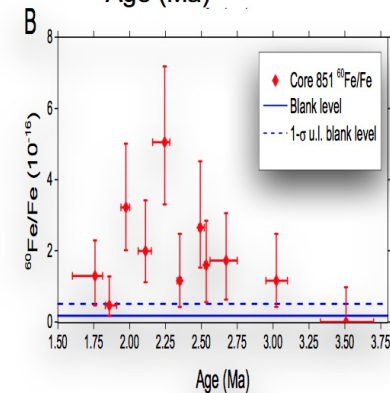 Age (Ma)
B
8
6
4
2
0
⁶⁰Fe/Fe (10⁻¹⁶)
Core 851 ⁶⁰Fe/Fe
Blank level
1-σ u.l. blank level
1.50 1.75 2.00 2.25 2.50 2.75 3.00 3.25 3.50 3.75
Age (Ma)